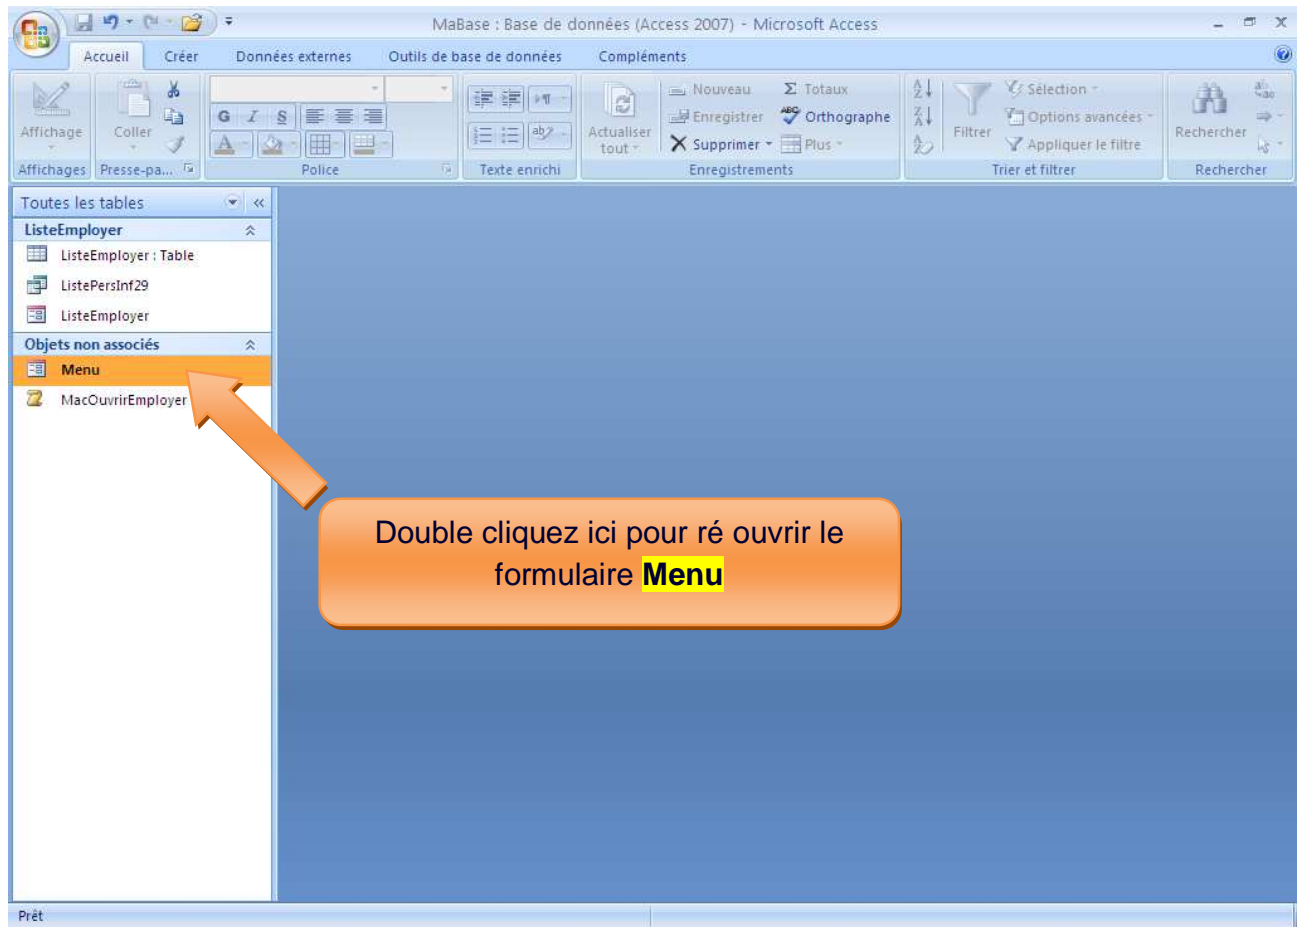 MaBase : Base de données (Access 2007) - Microsoft Access
Accueil Créer Données externes Outils de base de données Compléments
Affichage
Coller
G I S
A
ab
Actualiser
tout
Nouveau
Enregistrer
Supprimer
Σ Totaux
ABC Orthographe
Plus
A Z
Z A
A Z
Filtrer
Sélection
Options avancées
Appliquer le filtre
Rechercher
Affichages Presse-pa... Police Texte enrichi Enregistrements Trier et filtrer Rechercher
Toutes les tables «
ListeEmployer
ListeEmployer : Table
ListePersInf29
ListeEmployer
Objets non associés
Menu
MacOuvrirEmployer
Double cliquez ici pour ré ouvrir le
formulaire Menu
Prêt